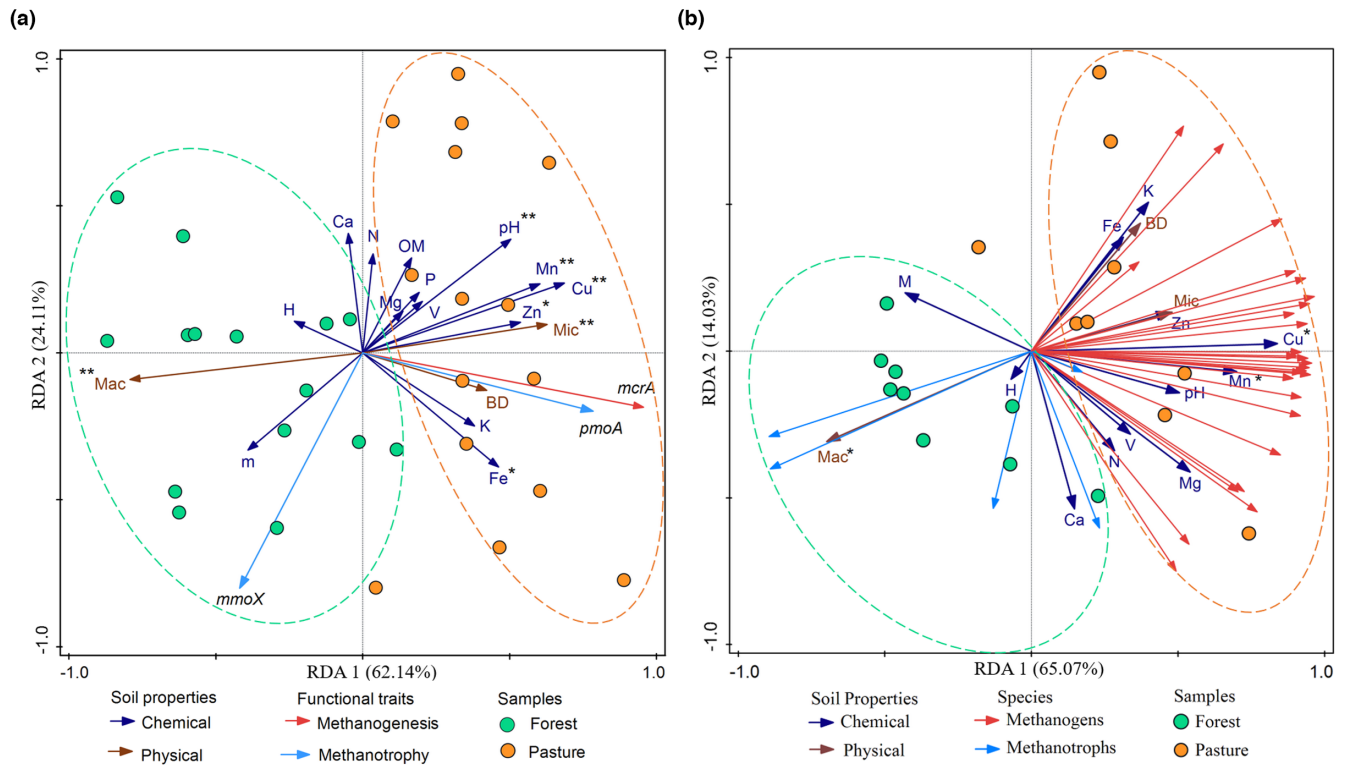 (a)
1.0
RDA 2 (24.11%)
-1.0
-1.0
RDA 1 (62.14%)
1.0
Ca
N
OM
pH**
P
Mg
V
Mn**
Cu**
Zn*
Mic**
H
**Mac
m
mmoX
BD
K
Fe*
mcrA
pmoA
Soil properties
Chemical
Physical
Functional traits
Methanogenesis
Methanotrophy
Samples
Forest
Pasture
(b)
1.0
RDA 2 (14.03%)
-1.0
-1.0
RDA 1 (65.07%)
1.0
K
Fe
BD
M
Mic
Zn
Cu*
Mn*
pH
H
Mac*
V
N
Mg
Ca
Soil Properties
Chemical
Physical
Species
Methanogens
Methanotrophs
Samples
Forest
Pasture